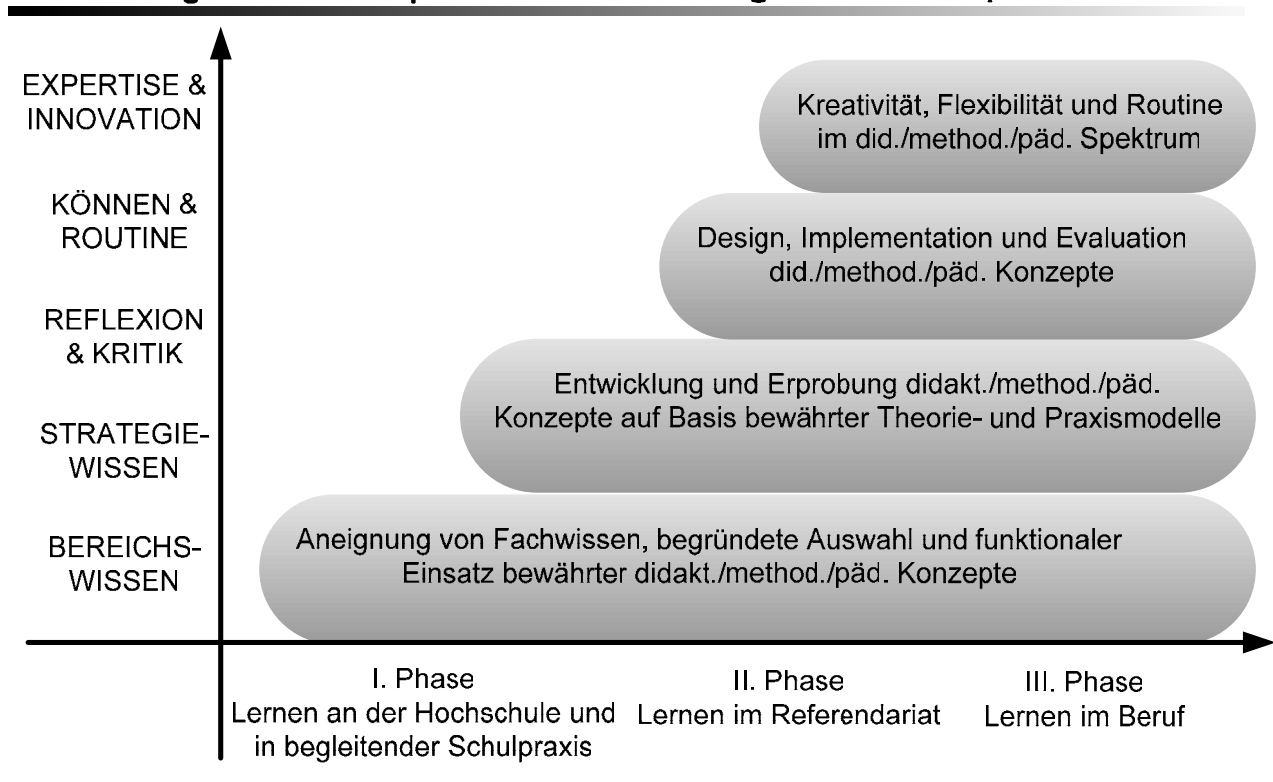 EXPERTISE &
INNOVATION
Kreativität, Flexibilität und Routine
im did./method./päd. Spektrum
KÖNNEN &
ROUTINE
Design, Implementation und Evaluation
did./method./päd. Konzepte
REFLEXION
& KRITIK
Entwicklung und Erprobung didakt./method./päd.
Konzepte auf Basis bewährter Theorie- und Praxismodelle
STRATEGIE-
WISSEN
BEREICHS-
WISSEN
Aneignung von Fachwissen, begründete Auswahl und funktionaler
Einsatz bewährter didakt./method./päd. Konzepte
I. Phase
Lernen an der Hochschule und
in begleitender Schulpraxis
II. Phase
Lernen im Referendariat
III. Phase
Lernen im Beruf